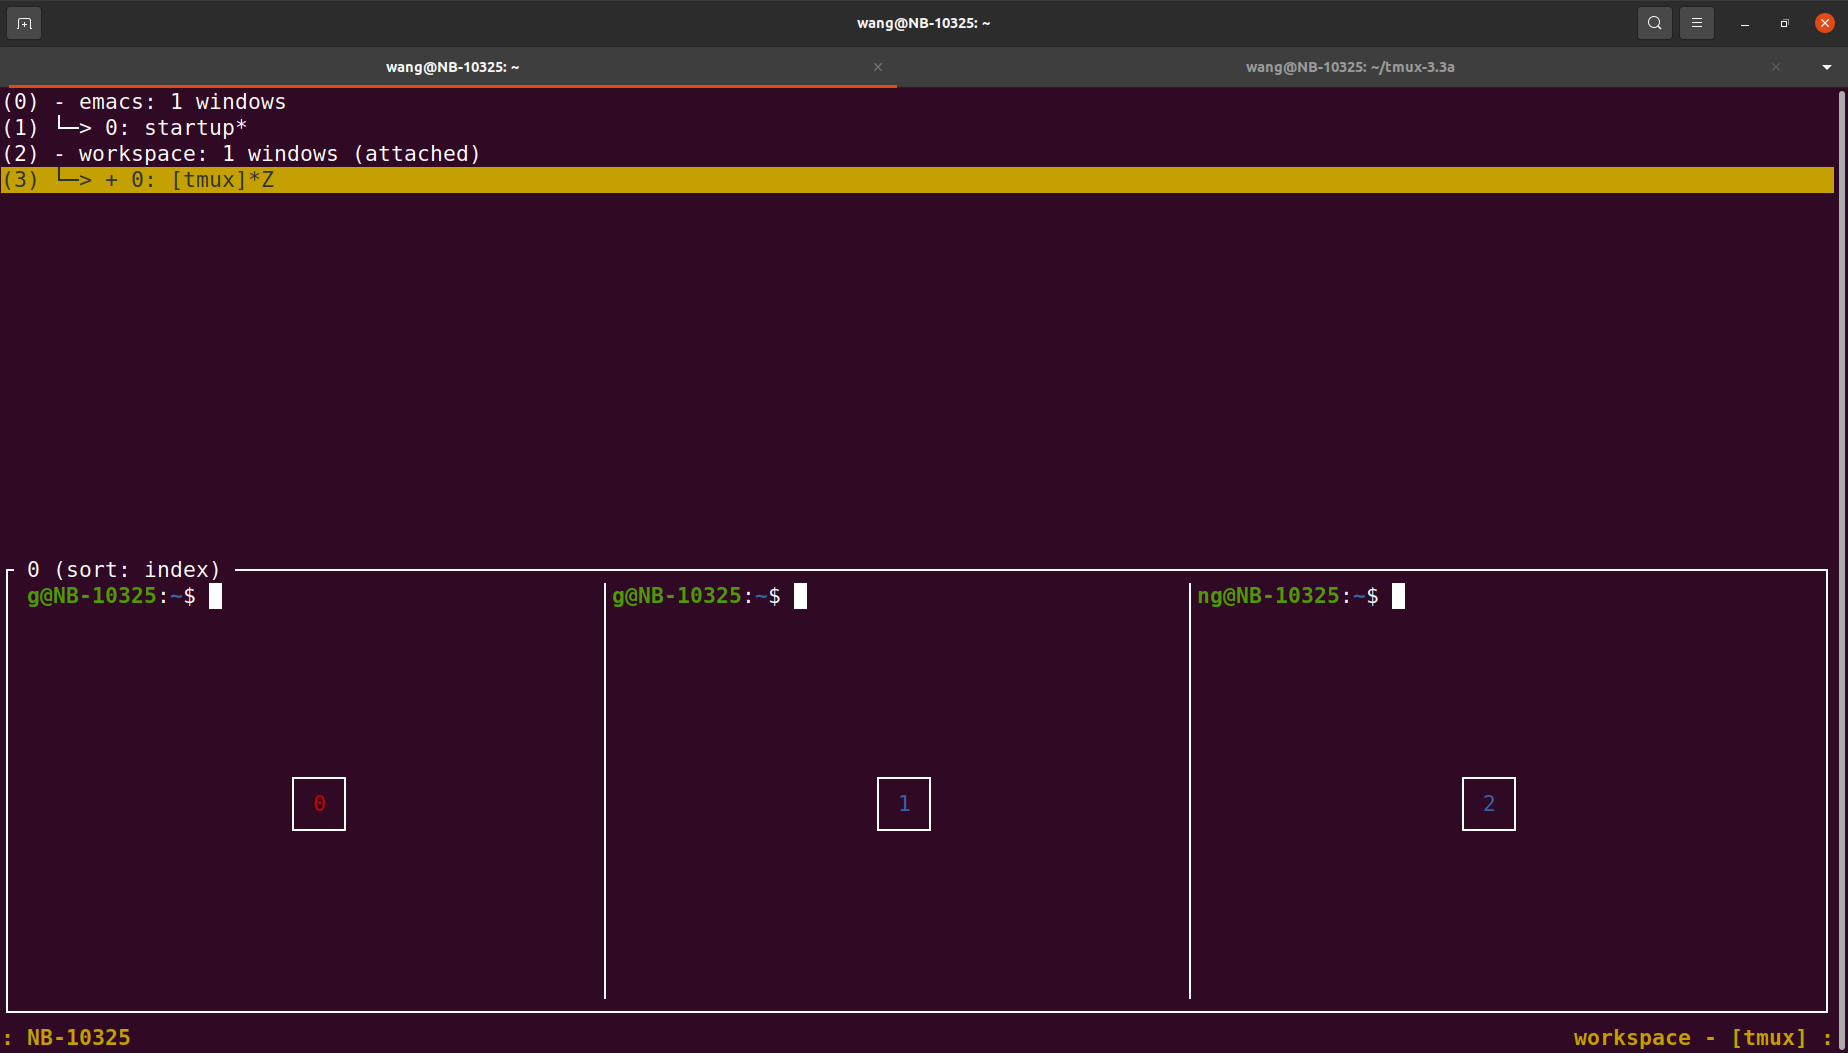 wang@NB-10325: ~
wang@NB-10325: ~
wang@NB-10325: ~/tmux-3.3a
(0) - emacs: 1 windows
(1) └─> 0: startup*
(2) - workspace: 1 windows (attached)
(3) └─> + 0: [tmux]*Z
0 (sort: index)
g@NB-10325:~$
g@NB-10325:~$
ng@NB-10325:~$
0
1
2
: NB-10325
workspace - [tmux] :